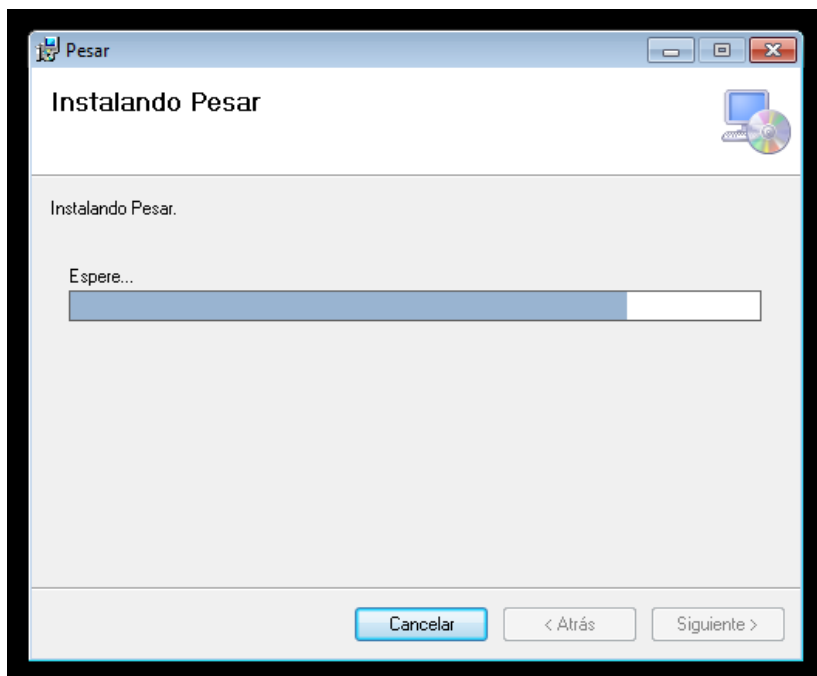 Pesar
Instalando Pesar
Instalando Pesar.
Espere...
Cancelar
< Atrás
Siguiente >